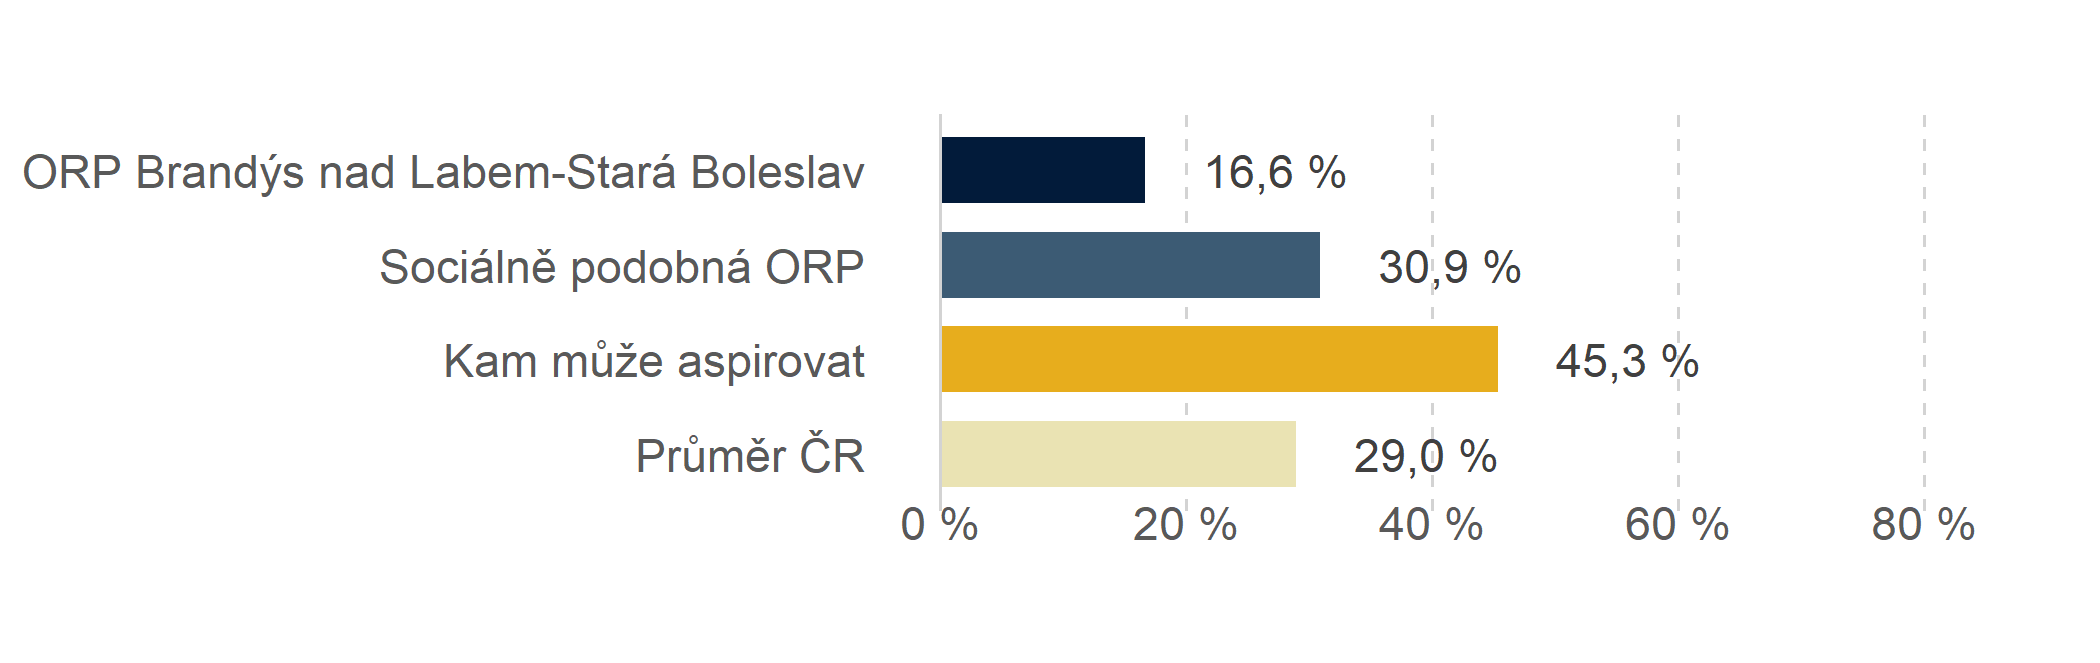 ORP Brandýs nad Labem-Stará Boleslav 16,6 %
Sociálně podobná ORP 30,9 %
Kam může aspirovat 45,3 %
Průměr ČR 29,0 %
0 % 20 % 40 % 60 % 80 %